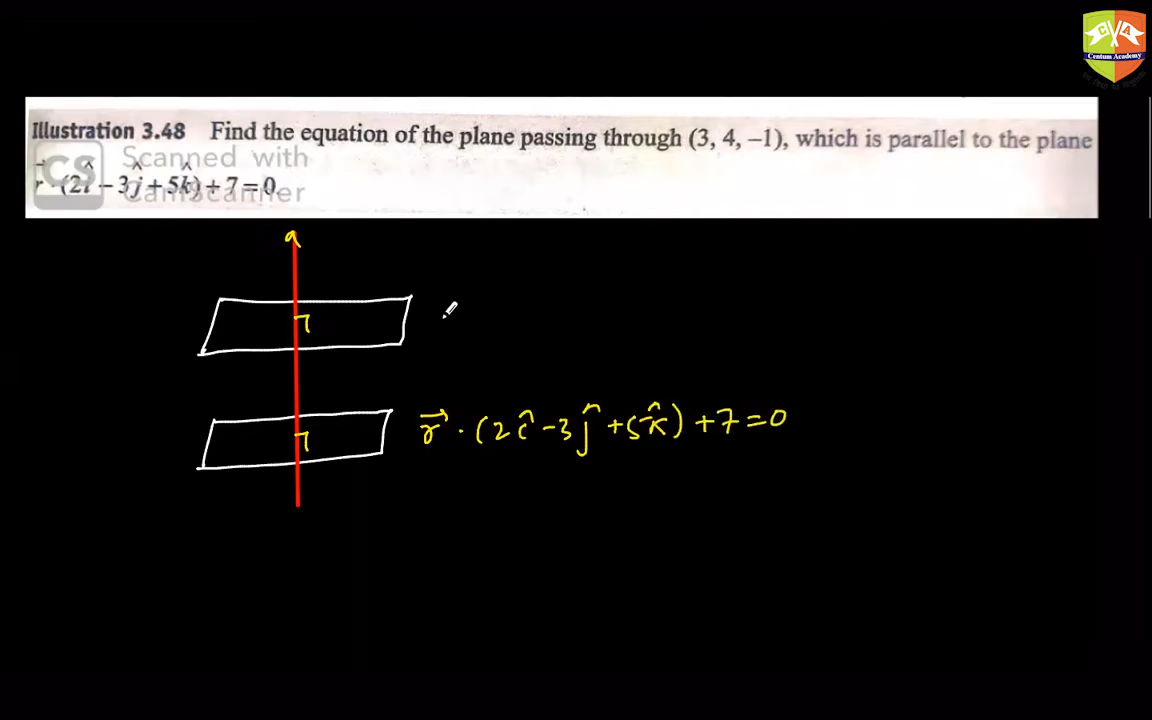 CA
Centum Academy
Illustration 3.48 Find the equation of the plane passing through (3, 4, −1), which is parallel to the plane
r⃗ · (2î − 3ĵ + 5k̂) + 7 = 0.
CS Scanned with
CamScanner
r⃗ · (2î − 3ĵ + 5k̂) + 7 = 0